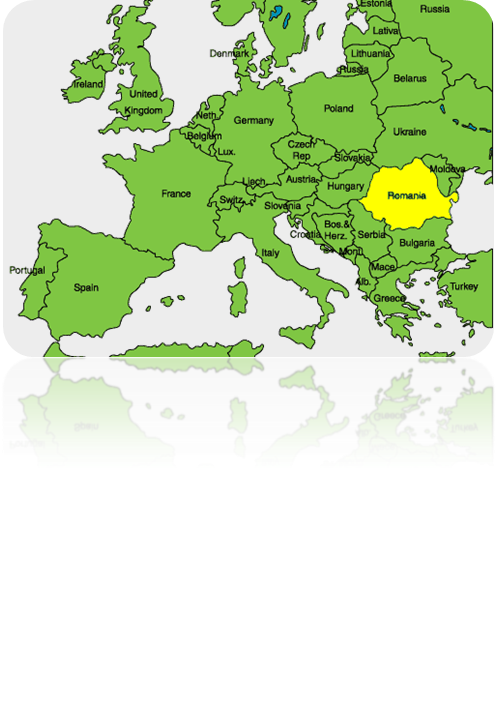 Estonia
Russia
Lativa
Denmark
Lithuania
Russia
Belarus
Ireland
United
Kingdom
Neth.
Poland
Germany
Belgium
Ukraine
Lux.
Czech
Rep
Slovakia
Moldova
Liech.
Austria
France
Hungary
Romania
Switz.
Slovenia
Bos.&
Herz.
Croatia
Serbia
Bulgaria
Italy
Mont.
Mace.
Portugal
Alb.
Spain
Turkey
Greece